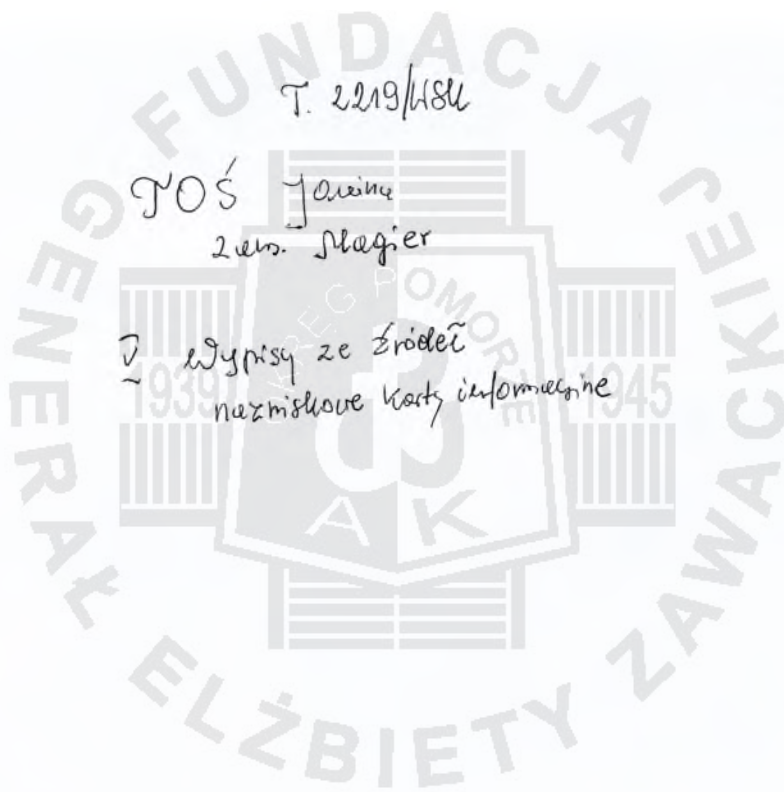 T. 2219/WSK
TOŚ Janina
zam. Magier
V Wypisy ze źródeł
nazwiskowe karty informacyjne
FUNDACJA GENERAŁ ELŻBIETY ZAWACKIEJ
OKRĘG POMORZE
1939 1945
AK